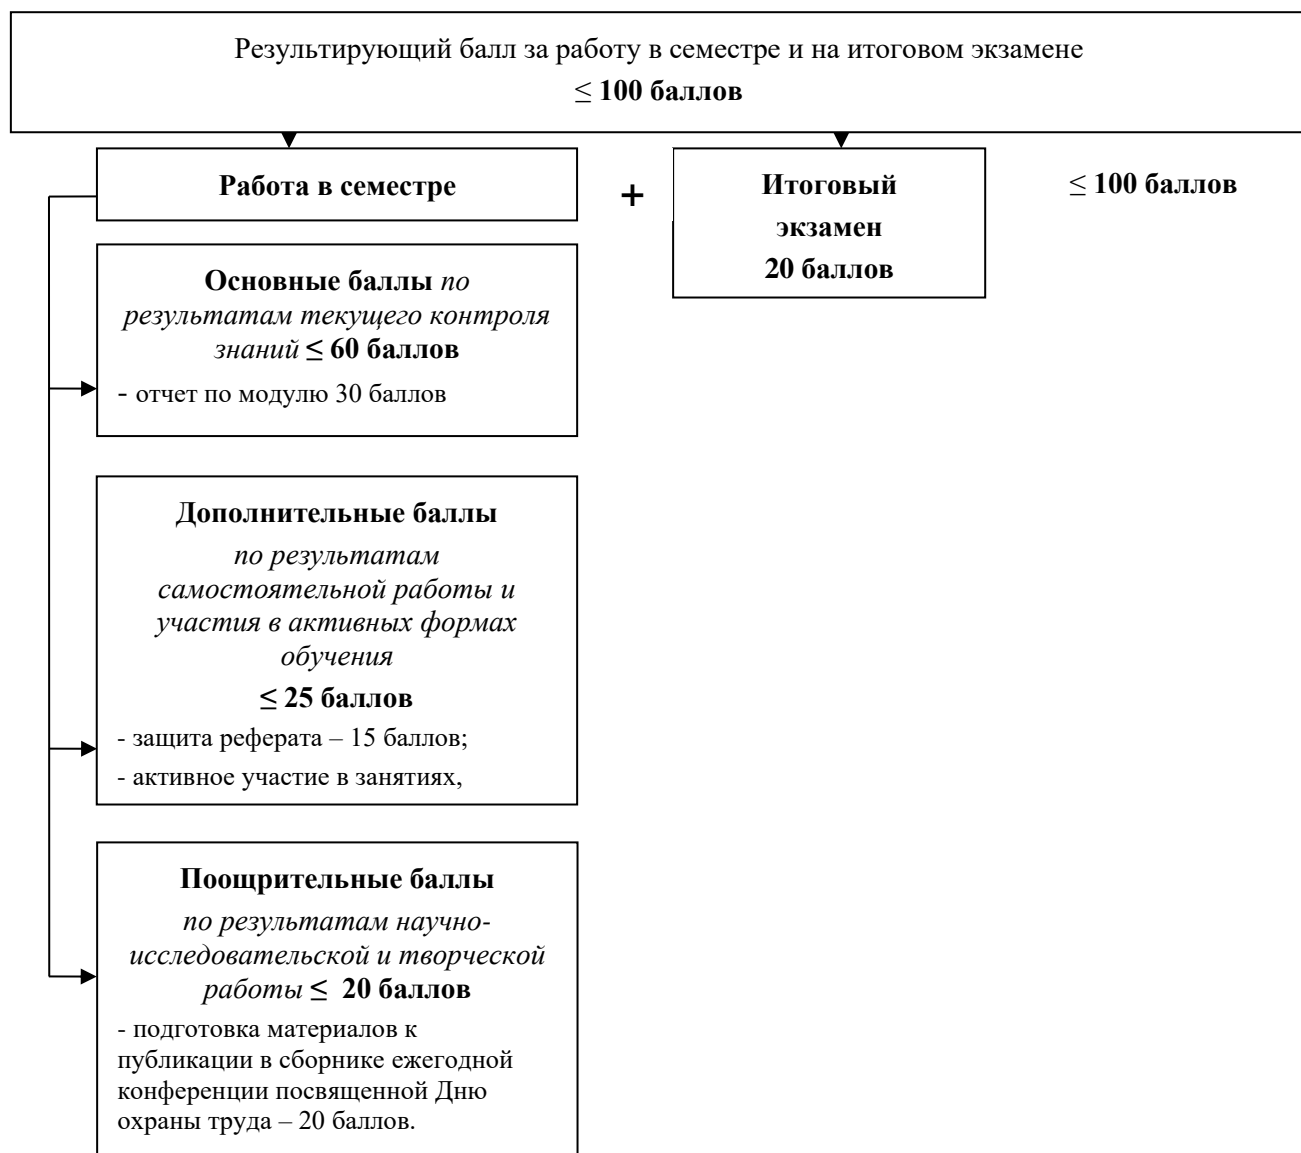 Результирующий балл за работу в семестре и на итоговом экзамене
≤ 100 баллов
Работа в семестре
+
Итоговый
экзамен
20 баллов
≤ 100 баллов
Основные баллы по
результатам текущего контроля
знаний ≤ 60 баллов
- отчет по модулю 30 баллов
Дополнительные баллы
по результатам
самостоятельной работы и
участия в активных формах
обучения
≤ 25 баллов
- защита реферата – 15 баллов;
- активное участие в занятиях,
Поощрительные баллы
по результатам научно-
исследовательской и творческой
работы ≤ 20 баллов
- подготовка материалов к
публикации в сборнике ежегодной
конференции посвященной Дню
охраны труда – 20 баллов.